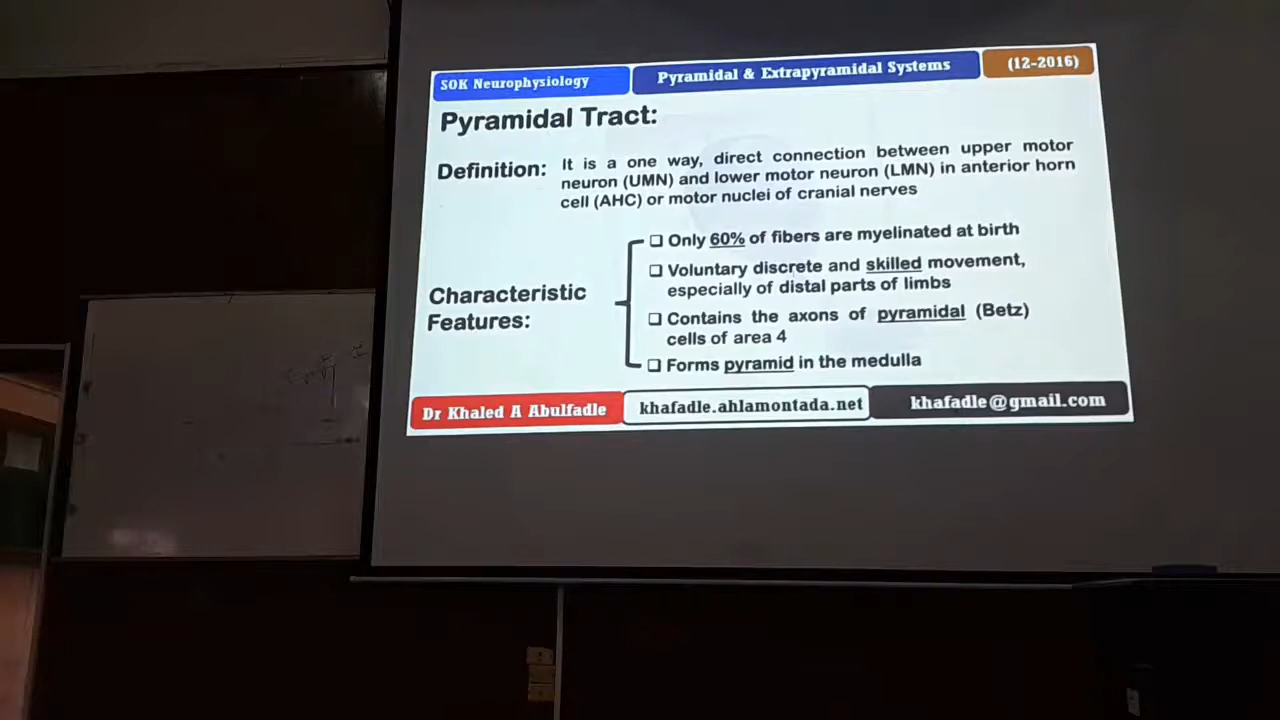 SOK Neurophysiology
Pyramidal & Extrapyramidal Systems
(12-2016)
Pyramidal Tract:
Definition:
It is a one way, direct connection between upper motor
neuron (UMN) and lower motor neuron (LMN) in anterior horn
cell (AHC) or motor nuclei of cranial nerves
Characteristic
Features:
❑ Only 60% of fibers are myelinated at birth
❑ Voluntary discrete and skilled movement,
especially of distal parts of limbs
❑ Contains the axons of pyramidal (Betz)
cells of area 4
❑ Forms pyramid in the medulla
Dr Khaled A Abulfadle
khafadle.ahlamontada.net
khafadle@gmail.com